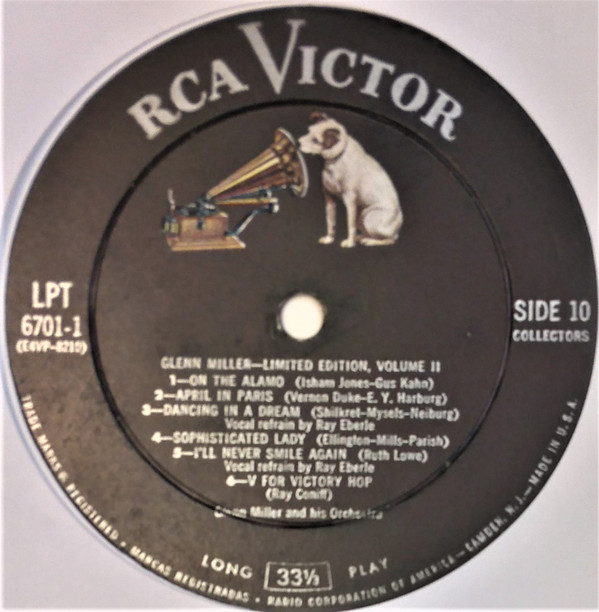 RCA VICTOR
LPT
6701-1
(E4VP-8210)
SIDE 10
COLLECTORS
GLENN MILLER—LIMITED EDITION, VOLUME II
1—ON THE ALAMO (Isham Jones-Gus Kahn)
2—APRIL IN PARIS (Vernon Duke-E. Y. Harburg)
3—DANCING IN A DREAM (Shilkret-Mysels-Neiburg)
Vocal refrain by Ray Eberle
4—SOPHISTICATED LADY (Ellington-Mills-Parish)
5—I'LL NEVER SMILE AGAIN (Ruth Lowe)
Vocal refrain by Ray Eberle
6—V FOR VICTORY HOP
(Ray Coniff)
Glenn Miller and his Orchestra
LONG 33⅓ PLAY
TRADE MARKS ® REGISTERED • MARCAS REGISTRADAS • RADIO CORPORATION OF AMERICA—CAMDEN, N. J.—MADE IN U. S. A.